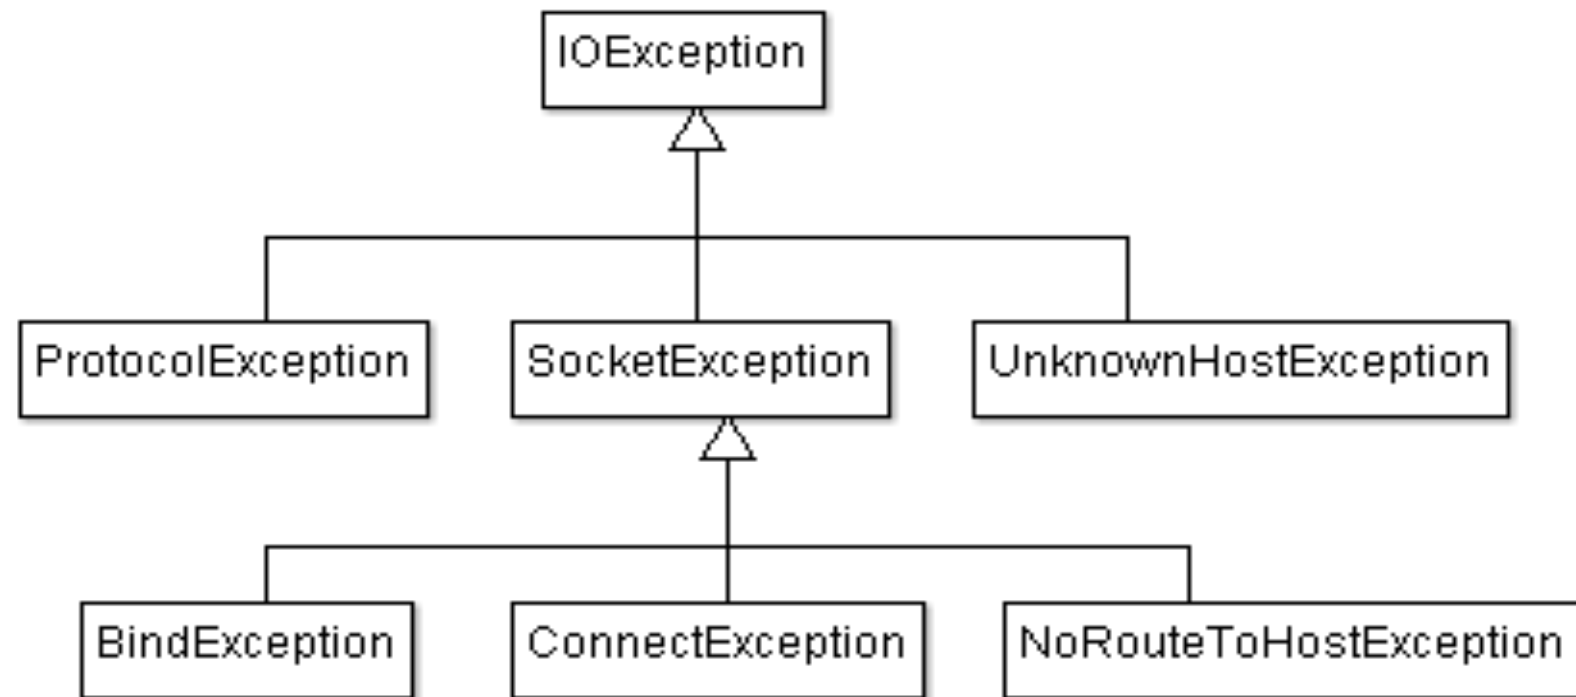 IOException
ProtocolException
SocketException
UnknownHostException
BindException
ConnectException
NoRouteToHostException